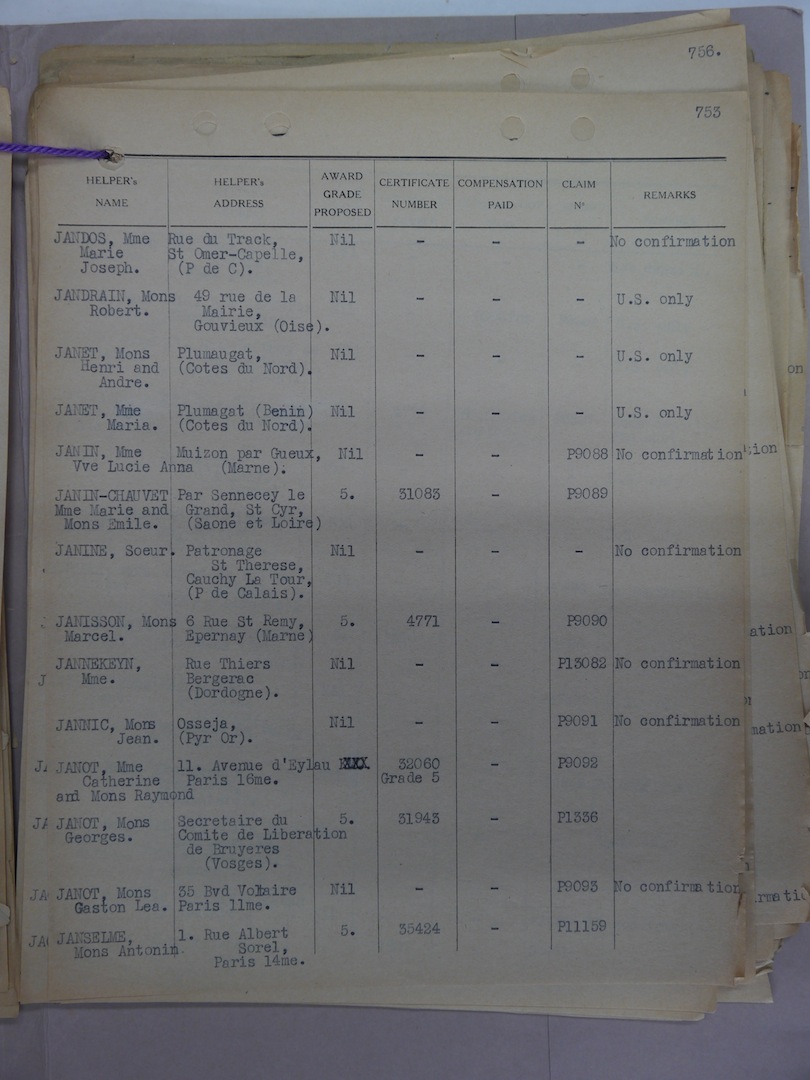 756.
753
HELPER's NAME HELPER's ADDRESS AWARD GRADE PROPOSED CERTIFICATE NUMBER COMPENSATION PAID CLAIM N° REMARKS
JANDOS, Mme Rue du Track, Nil - - - No confirmation
Marie St Omer-Capelle,
Joseph. (P de C).
JANDRAIN, Mons 49 rue de la Nil - - - U.S. only
Robert. Mairie,
Gouvieux (Oise).
JANET, Mons Plumaugat, Nil - - - U.S. only
Henri and (Cotes du Nord).
Andre.
JANET, Mme Plumagat (Benin) Nil - - - U.S. only
Maria. (Cotes du Nord).
JANIN, Mme Muizon par Gueux, Nil - - P9088 No confirmation
Vve Lucie Anna (Marne).
JANIN-CHAUVET Par Sennecey le 5. 31083 - P9089
Mme Marie and Grand, St Cyr,
Mons Emile. (Saone et Loire)
JANINE, Soeur. Patronage Nil - - - No confirmation
St Therese,
Cauchy La Tour,
(P de Calais).
JANISSON, Mons 6 Rue St Remy, 5. 4771 - P9090
Marcel. Epernay (Marne)
JANNEKEYN, Rue Thiers Nil - - P13082 No confirmation
Mme. Bergerac
(Dordogne).
JANNIC, Mons Osseja, Nil - - P9091 No confirmation
Jean. (Pyr Or).
JANOT, Mme 11. Avenue d'Eylau XXX 32060 - P9092
Catherine Paris 16me. Grade 5
and Mons Raymond
JANOT, Mons Secretaire du 5. 31943 - P1336
Georges. Comite de Liberation
de Bruyeres
(Vosges).
JANOT, Mons 35 Bvd Voltaire Nil - - P9093 No confirmation
Gaston Lea. Paris 11me.
JANSELME, 1. Rue Albert 5. 35424 - P11159
Mons Antonin. Sorel,
Paris 14me.